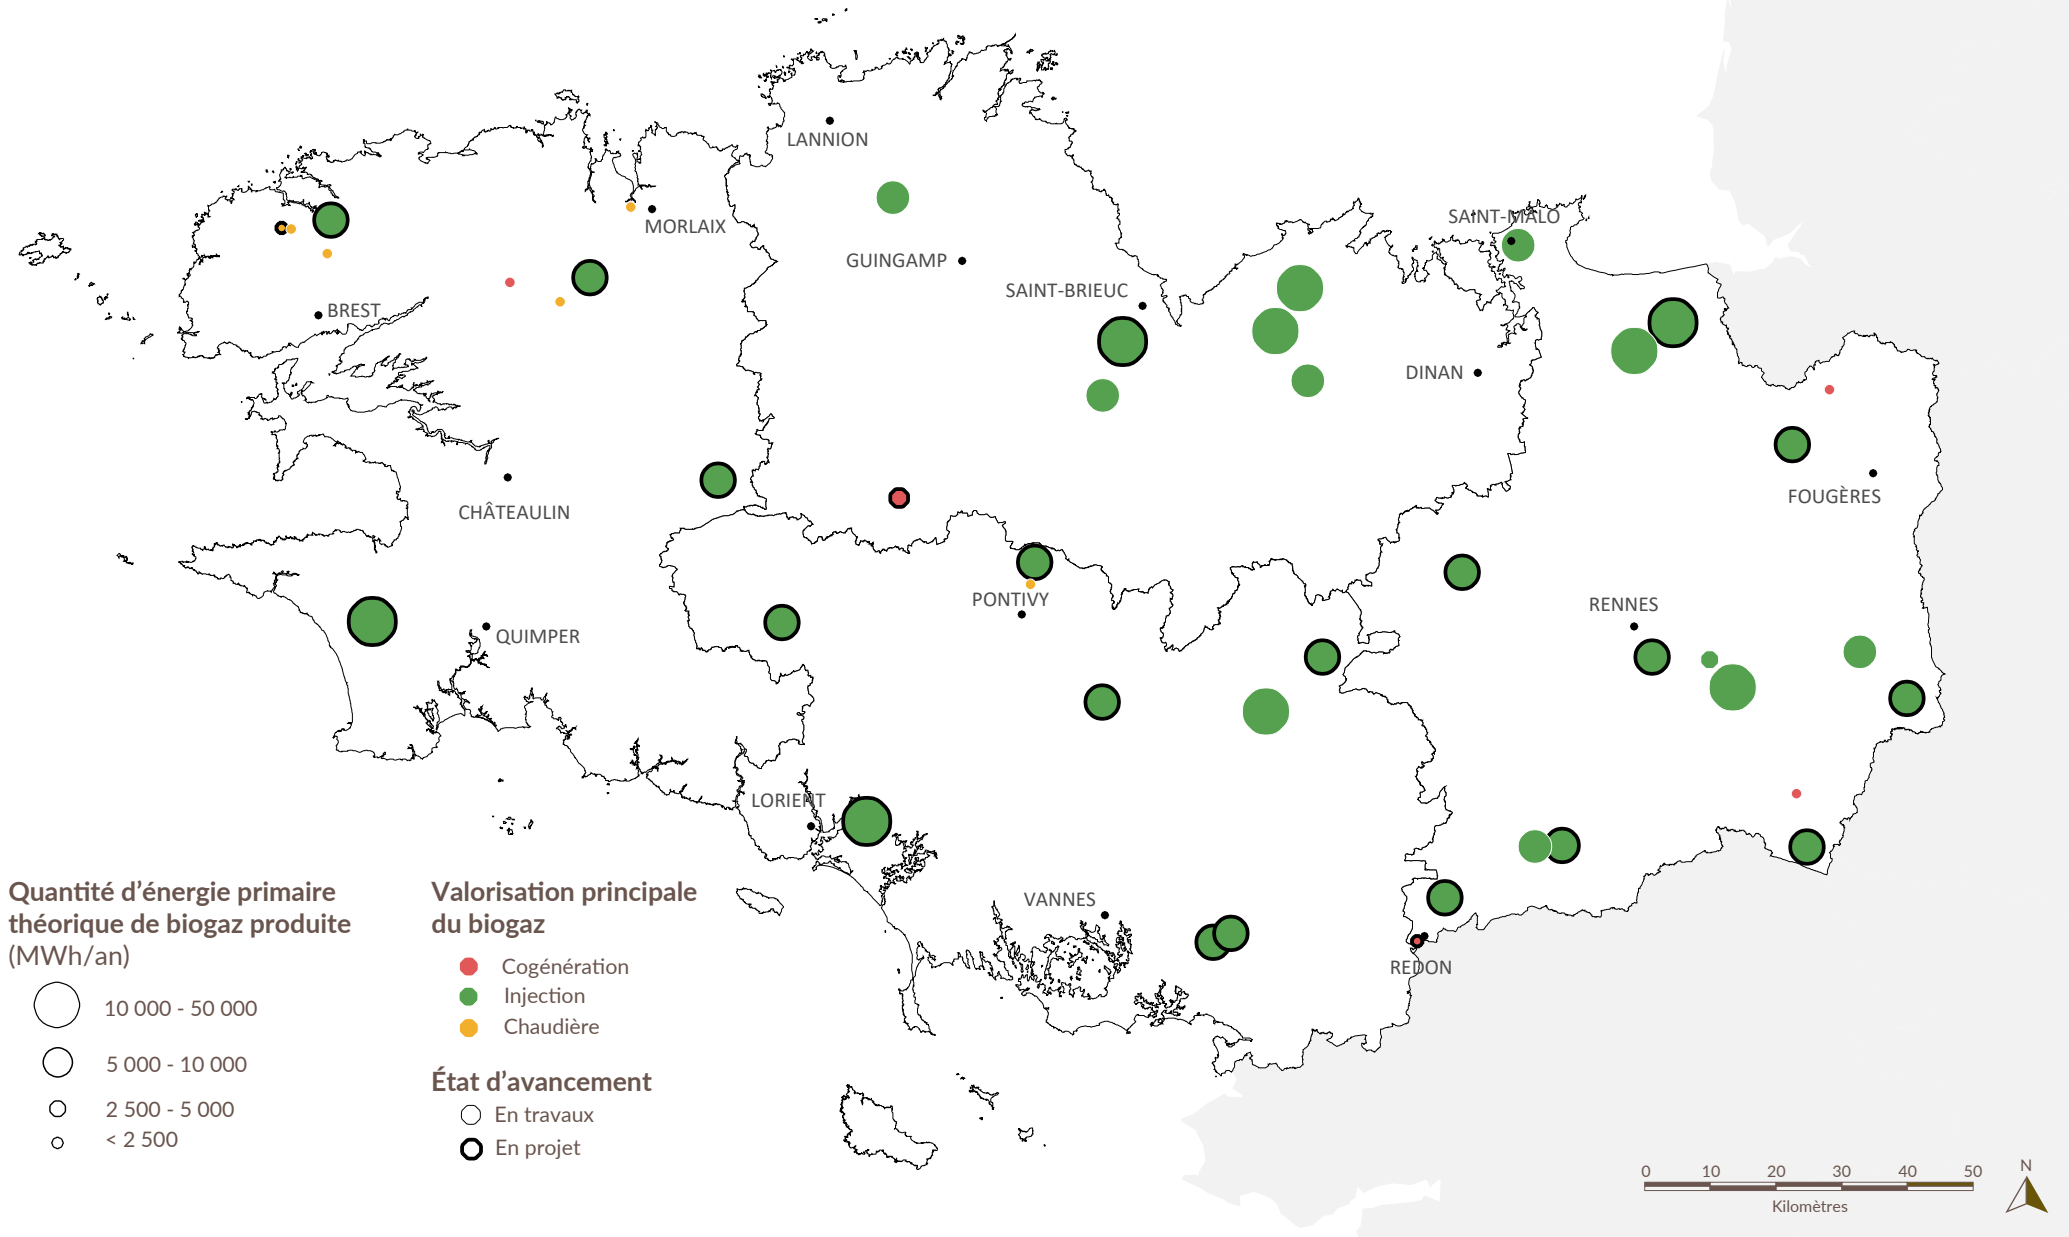 LANNION
SAINT-MALO
MORLAIX
GUINGAMP
SAINT-BRIEUC
BREST
DINAN
FOUGÈRES
CHÂTEAULIN
PONTIVY
RENNES
QUIMPER
LORIENT
VANNES
REDON
Quantité d'énergie primaire
théorique de biogaz produite
(MWh/an)
10 000 - 50 000
5 000 - 10 000
2 500 - 5 000
< 2 500
Valorisation principale
du biogaz
Cogénération
Injection
Chaudière
État d'avancement
En travaux
En projet
0 10 20 30 40 50
Kilomètres
N